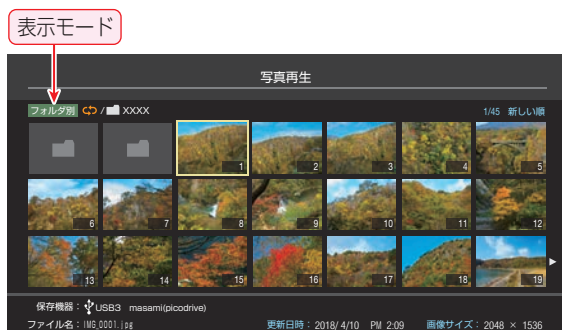 表示モード
写真再生
フォルダ別 / XXXX 1/45 新しい順
1 2 3 4 5
6 7 8 9 10 11 12
13 14 15 16 17 18 19
保存機器： USB3 masami(picodrive)
ファイル名：IMG_0001.jpg 更新日時：2018/ 4/10 PM 2:09 画像サイズ：2048 × 1536